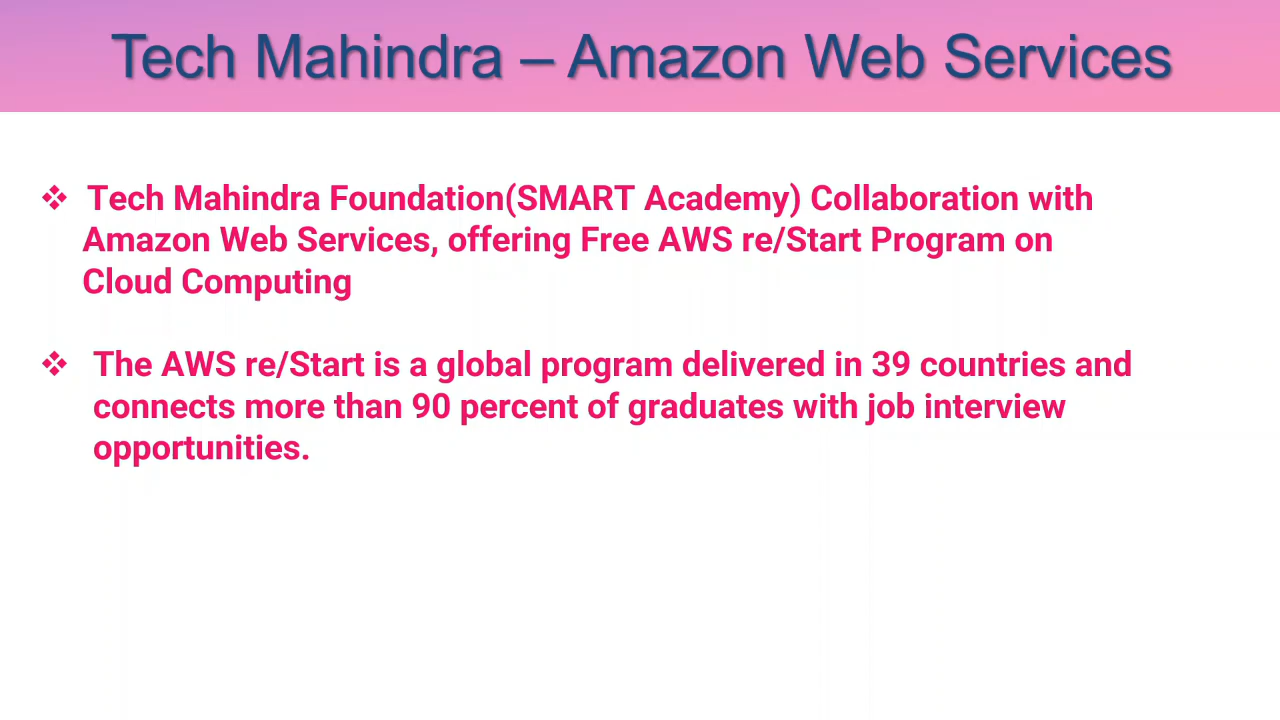 Tech Mahindra – Amazon Web Services
❖ Tech Mahindra Foundation(SMART Academy) Collaboration with
Amazon Web Services, offering Free AWS re/Start Program on
Cloud Computing
❖ The AWS re/Start is a global program delivered in 39 countries and
connects more than 90 percent of graduates with job interview
opportunities.